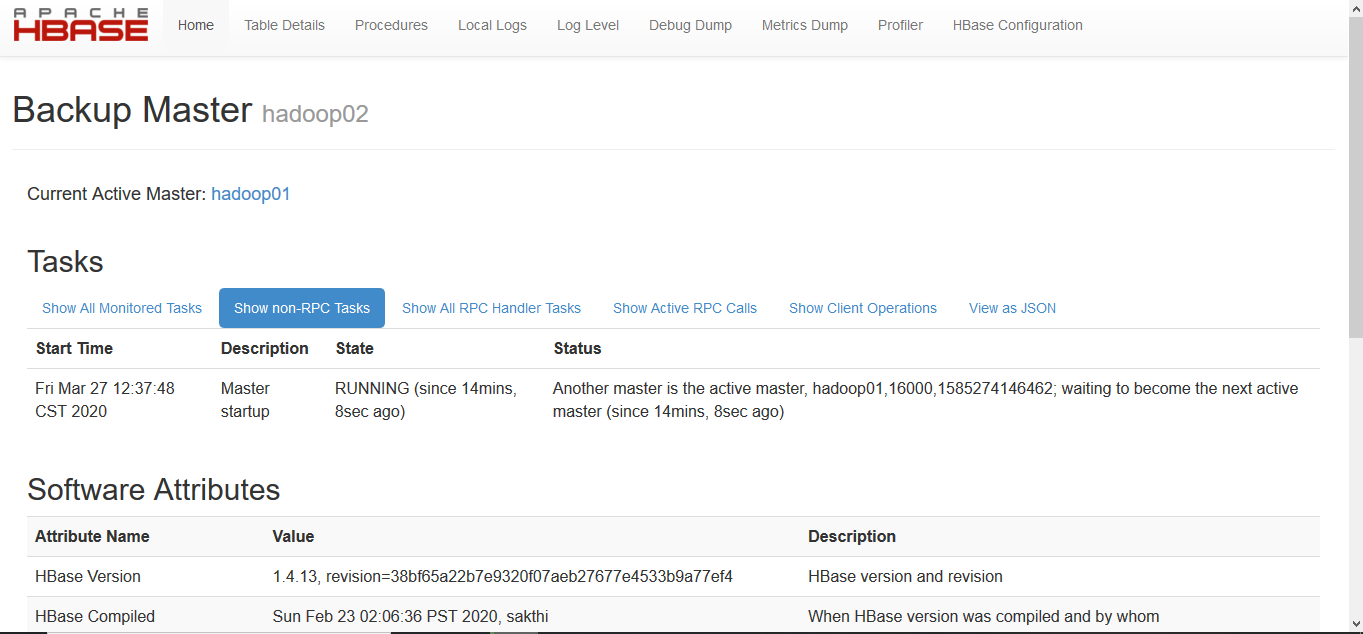 APACHE
HBASE
Home Table Details Procedures Local Logs Log Level Debug Dump Metrics Dump Profiler HBase Configuration
Backup Master hadoop02
Current Active Master: hadoop01
Tasks
Show All Monitored Tasks Show non-RPC Tasks Show All RPC Handler Tasks Show Active RPC Calls Show Client Operations View as JSON
Start Time Description State Status
Fri Mar 27 12:37:48 Master RUNNING (since 14mins, Another master is the active master, hadoop01,16000,1585274146462; waiting to become the next active
CST 2020 startup 8sec ago) master (since 14mins, 8sec ago)
Software Attributes
Attribute Name Value Description
HBase Version 1.4.13, revision=38bf65a22b7e9320f07aeb27677e4533b9a77ef4 HBase version and revision
HBase Compiled Sun Feb 23 02:06:36 PST 2020, sakthi When HBase version was compiled and by whom